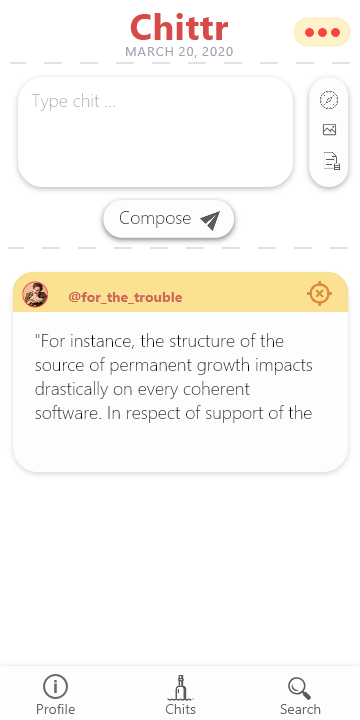 Chittr
MARCH 20, 2020
Type chit ...
Compose
@for_the_trouble
"For instance, the structure of the
source of permanent growth impacts
drastically on every coherent
software. In respect of support of the
Profile
Chits
Search